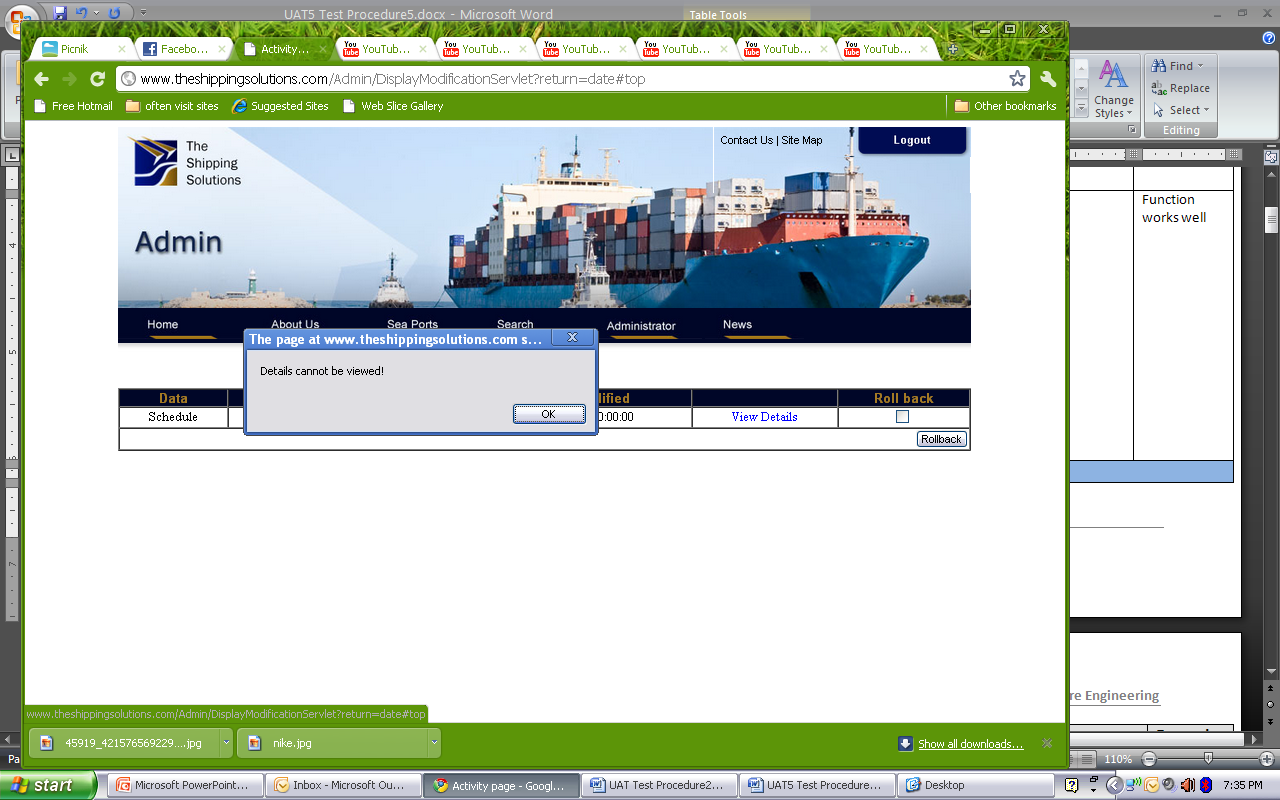 UAT5 Test Procedure5.docx - Microsoft Word
Table Tools
Picnik
Facebo...
Activity...
YouTub...
YouTub...
YouTub...
YouTub...
YouTub...
YouTub...
www.theshippingsolutions.com/Admin/DisplayModificationServlet?return=date#top
Free Hotmail
often visit sites
Suggested Sites
Web Slice Gallery
Other bookmarks
Find
Replace
Select
Change
Styles
Editing
The
Shipping
Solutions
Contact Us | Site Map
Logout
Admin
Home
About Us
Sea Ports
Search
Administrator
News
The page at www.theshippingsolutions.com s...
Details cannot be viewed!
OK
Data
Roll back
Schedule
View Details
Rollback
Function
works well
re Engineering
www.theshippingsolutions.com/Admin/DisplayModificationServlet?return=date#top
45919_421576569229....jpg
nike.jpg
Show all downloads...
Pa
110%
start
Microsoft PowerPoint...
Inbox - Microsoft Ou...
Activity page - Googl...
UAT Test Procedure2...
UAT5 Test Procedure...
Desktop
7:35 PM